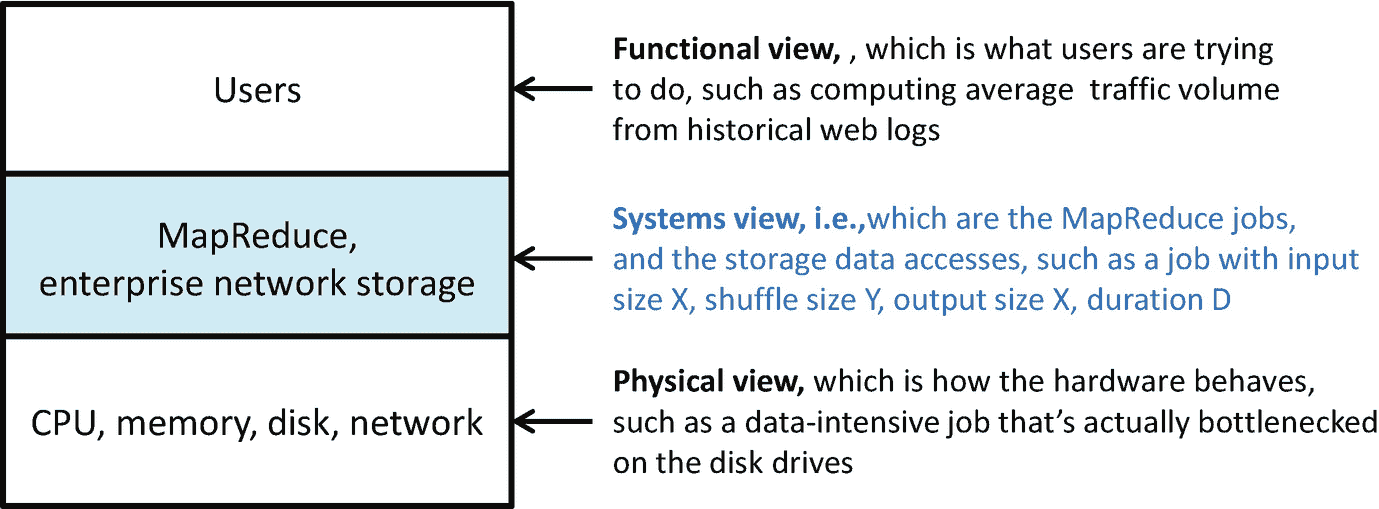 Users
Functional view, , which is what users are trying
to do, such as computing average traffic volume
from historical web logs
MapReduce,
enterprise network storage
Systems view, i.e.,which are the MapReduce jobs,
and the storage data accesses, such as a job with input
size X, shuffle size Y, output size X, duration D
CPU, memory, disk, network
Physical view, which is how the hardware behaves,
such as a data-intensive job that's actually bottlenecked
on the disk drives